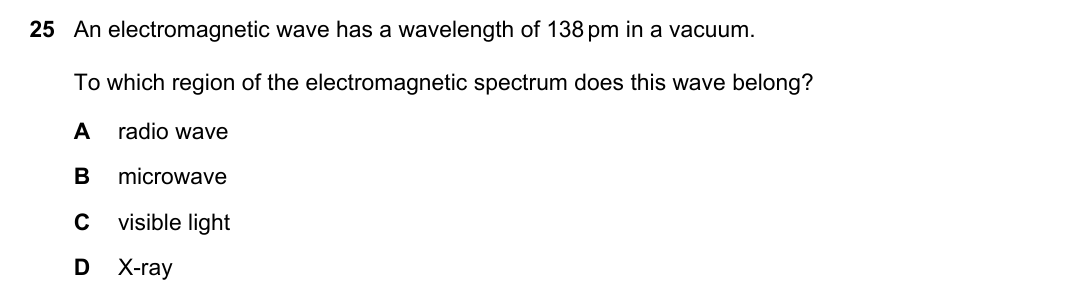 25 An electromagnetic wave has a wavelength of 138 pm in a vacuum.
To which region of the electromagnetic spectrum does this wave belong?
A radio wave
B microwave
C visible light
D X-ray